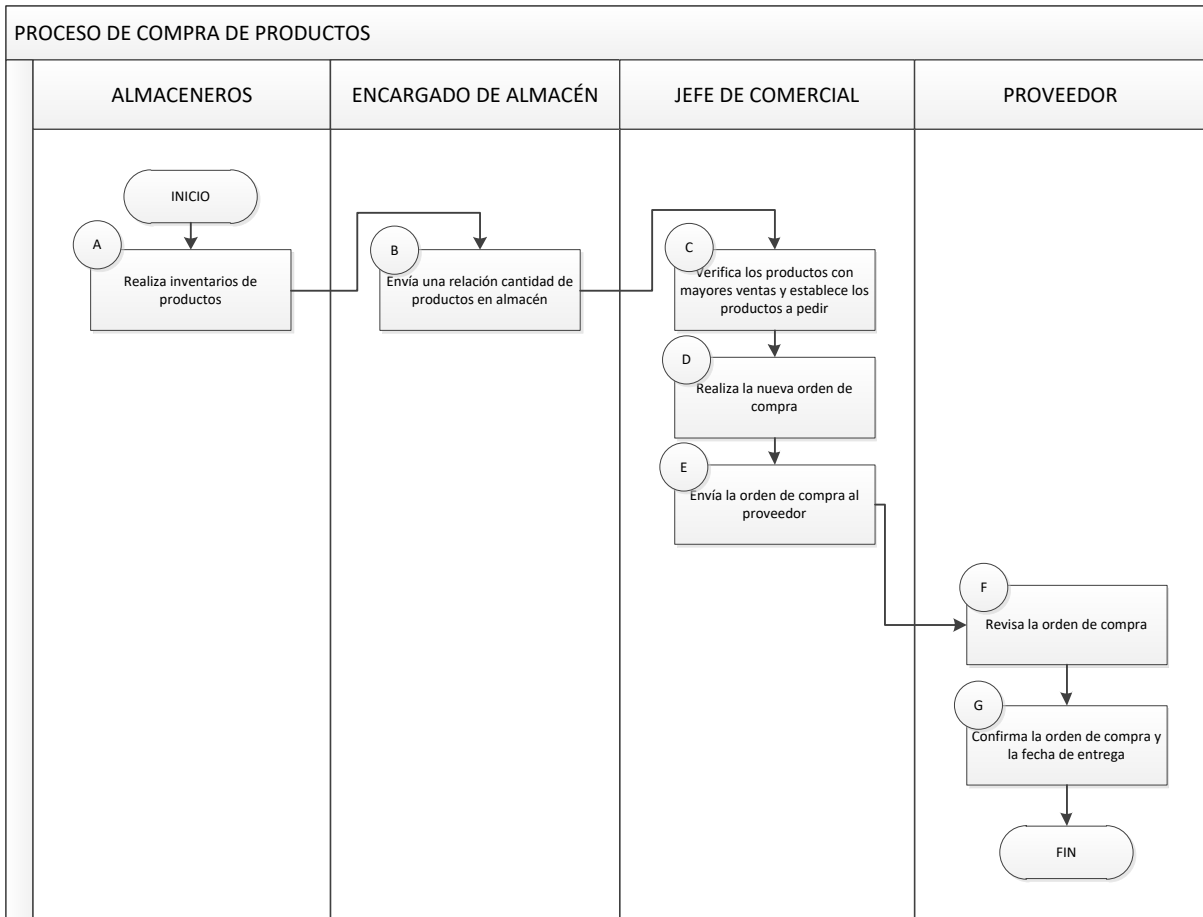 PROCESO DE COMPRA DE PRODUCTOS
ALMACENEROS
ENCARGADO DE ALMACÉN
JEFE DE COMERCIAL
PROVEEDOR
INICIO
A
Realiza inventarios de
productos
B
Envía una relación cantidad de
productos en almacén
C
Verifica los productos con
mayores ventas y establece los
productos a pedir
D
Realiza la nueva orden de
compra
E
Envía la orden de compra al
proveedor
F
Revisa la orden de compra
G
Confirma la orden de compra y
la fecha de entrega
FIN